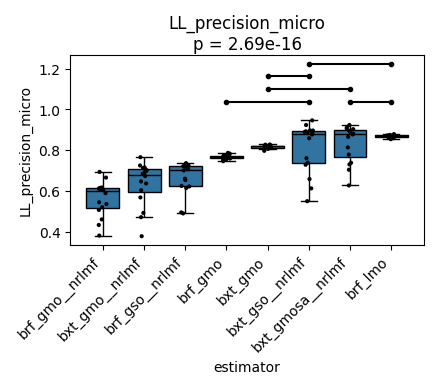 LL_precision_micro
p = 2.69e-16
LL_precision_micro
1.2
1.0
0.8
0.6
0.4
brf_gmo__nrlmf
bxt_gmo__nrlmf
brf_gso__nrlmf
brf_gmo
bxt_gmo
bxt_gso__nrlmf
bxt_gmosa__nrlmf
brf_lmo
estimator